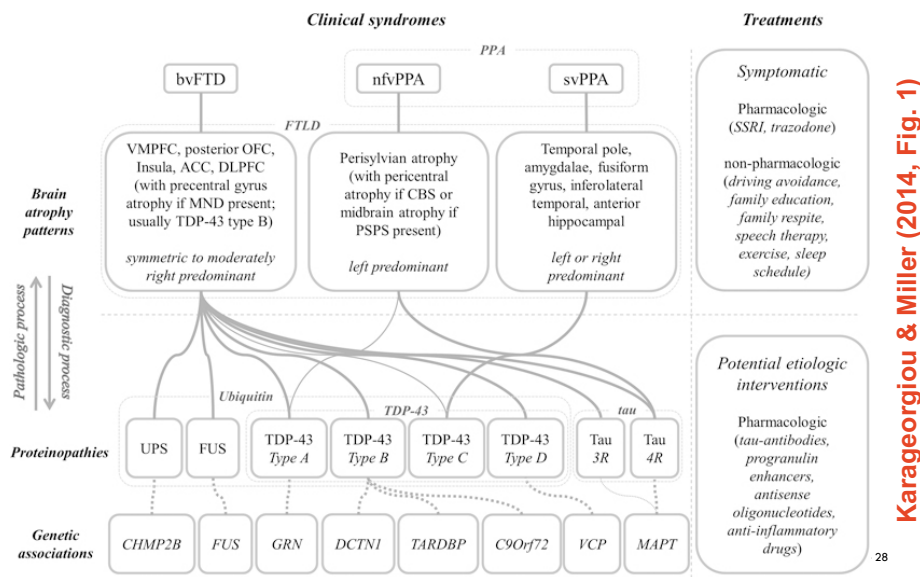 Clinical syndromes
Treatments
PPA
bvFTD
nfvPPA
svPPA
FTLD
Brain
atrophy
patterns
VMPFC, posterior OFC,
Insula, ACC, DLPFC
(with precentral gyrus
atrophy if MND present;
usually TDP-43 type B)
symmetric to moderately
right predominant
Perisylvian atrophy
(with pericentral
atrophy if CBS or
midbrain atrophy if
PSPS present)
left predominant
Temporal pole,
amygdalae, fusiform
gyrus, inferolateral
temporal, anterior
hippocampal
left or right
predominant
Symptomatic
Pharmacologic
(SSRI, trazodone)
non-pharmacologic
(driving avoidance,
family education,
family respite,
speech therapy,
exercise, sleep
schedule)
Pathologic process
Diagnostic process
Ubiquitin
TDP-43
tau
Proteinopathies
UPS
FUS
TDP-43
Type A
TDP-43
Type B
TDP-43
Type C
TDP-43
Type D
Tau
3R
Tau
4R
Potential etiologic
interventions
Pharmacologic
(tau-antibodies,
progranulin
enhancers,
antisense
oligonucleotides,
anti-inflammatory
drugs)
Genetic
associations
CHMP2B
FUS
GRN
DCTN1
TARDBP
C9Orf72
VCP
MAPT
Karageorgiou & Miller (2014, Fig. 1)
28